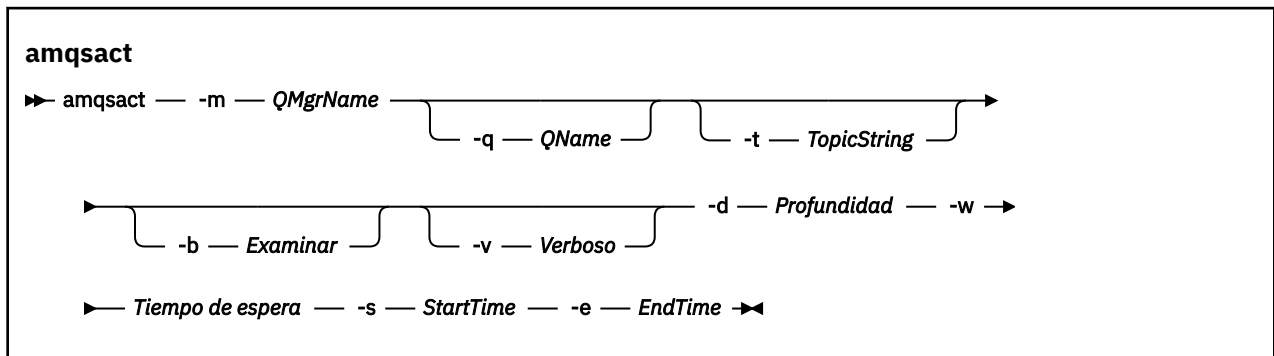 amqsact
amqsact -m QMgrName
-q QName -t TopicString
-d Profundidad -w
-b Examinar -v Verboso
Tiempo de espera -s StartTime -e EndTime